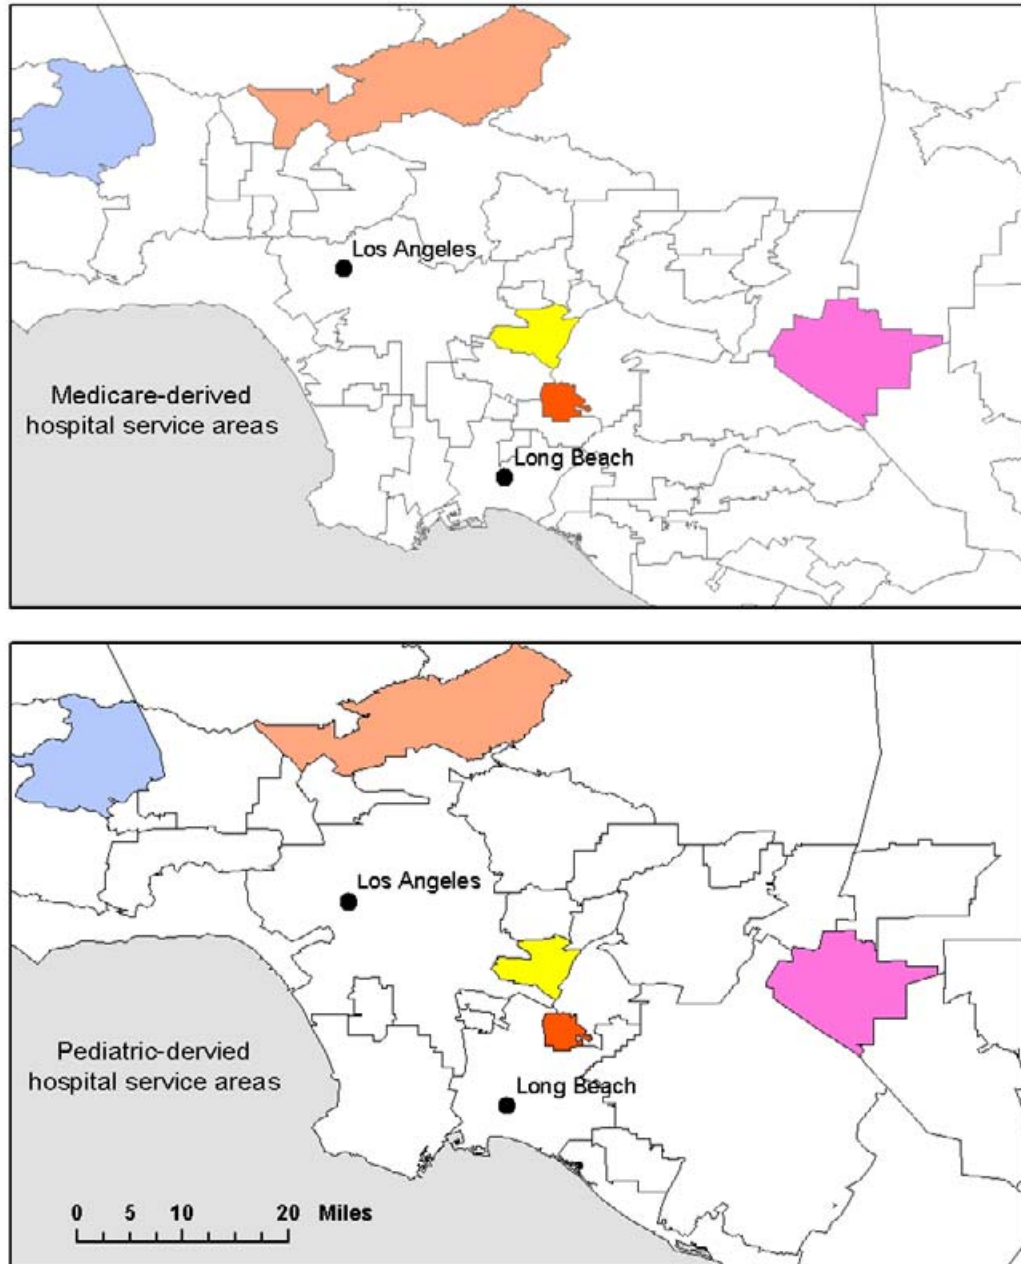 Los Angeles
Medicare-derived
hospital service areas
Long Beach
Los Angeles
Pediatric-dervied
hospital service areas
Long Beach
0 5 10 20 Miles